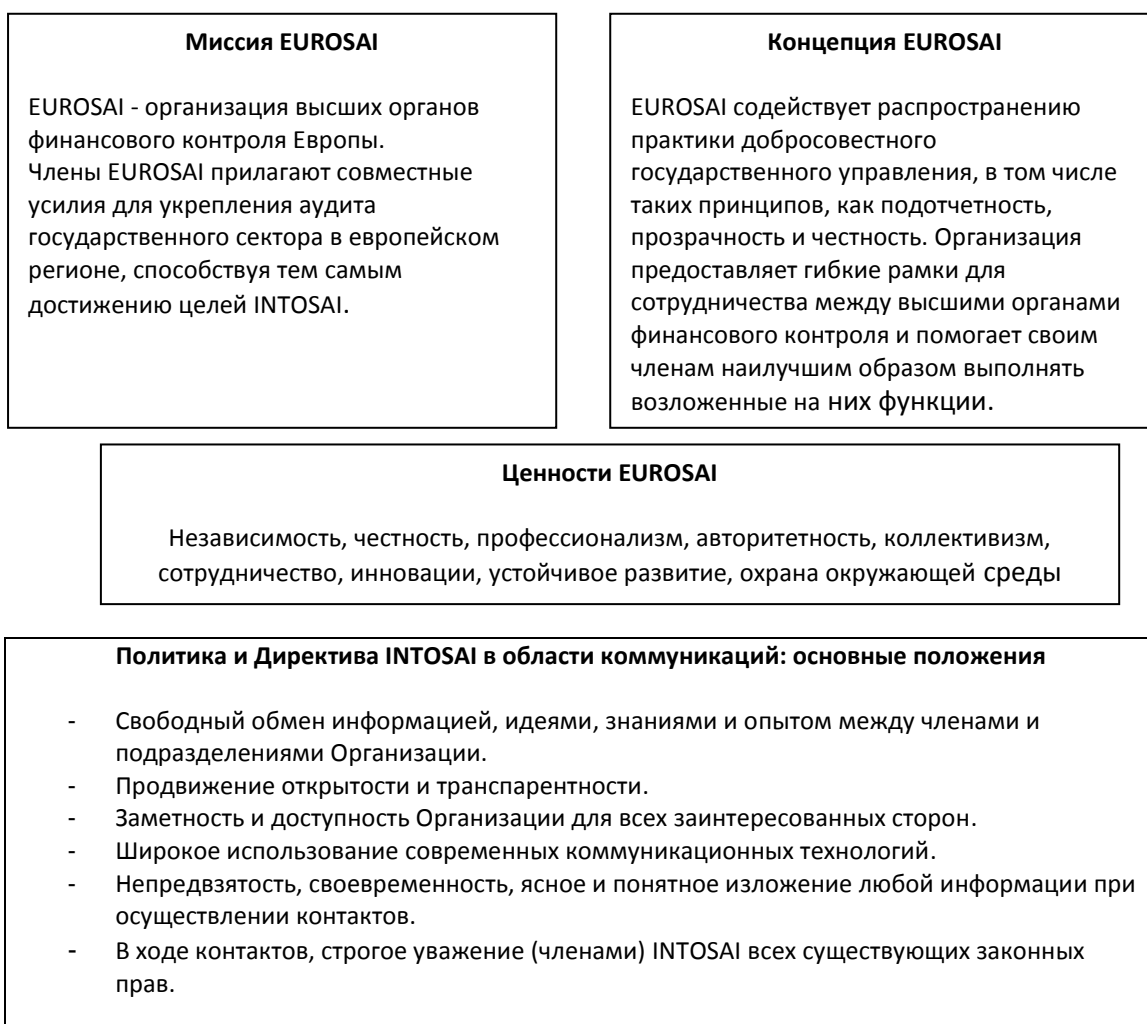 Миссия EUROSAI
EUROSAI - организация высших органов
финансового контроля Европы.
Члены EUROSAI прилагают совместные
усилия для укрепления аудита
государственного сектора в европейском
регионе, способствуя тем самым
достижению целей INTOSAI.
Концепция EUROSAI
EUROSAI содействует распространению
практики добросовестного
государственного управления, в том числе
таких принципов, как подотчетность,
прозрачность и честность. Организация
предоставляет гибкие рамки для
сотрудничества между высшими органами
финансового контроля и помогает своим
членам наилучшим образом выполнять
возложенные на них функции.
Ценности EUROSAI
Независимость, честность, профессионализм, авторитетность, коллективизм,
сотрудничество, инновации, устойчивое развитие, охрана окружающей среды
Политика и Директива INTOSAI в области коммуникаций: основные положения
- Свободный обмен информацией, идеями, знаниями и опытом между членами и
подразделениями Организации.
- Продвижение открытости и транспарентности.
- Заметность и доступность Организации для всех заинтересованных сторон.
- Широкое использование современных коммуникационных технологий.
- Непредвзятость, своевременность, ясное и понятное изложение любой информации при
осуществлении контактов.
- В ходе контактов, строгое уважение (членами) INTOSAI всех существующих законных
прав.